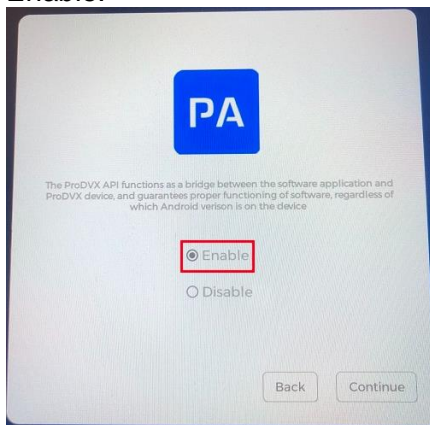 Enable.
PA
The ProDVX API functions as a bridge between the software application and
ProDVX device, and guarantees proper functioning of software, regardless of
which Android verison is on the device
Enable
Disable
Back
Continue